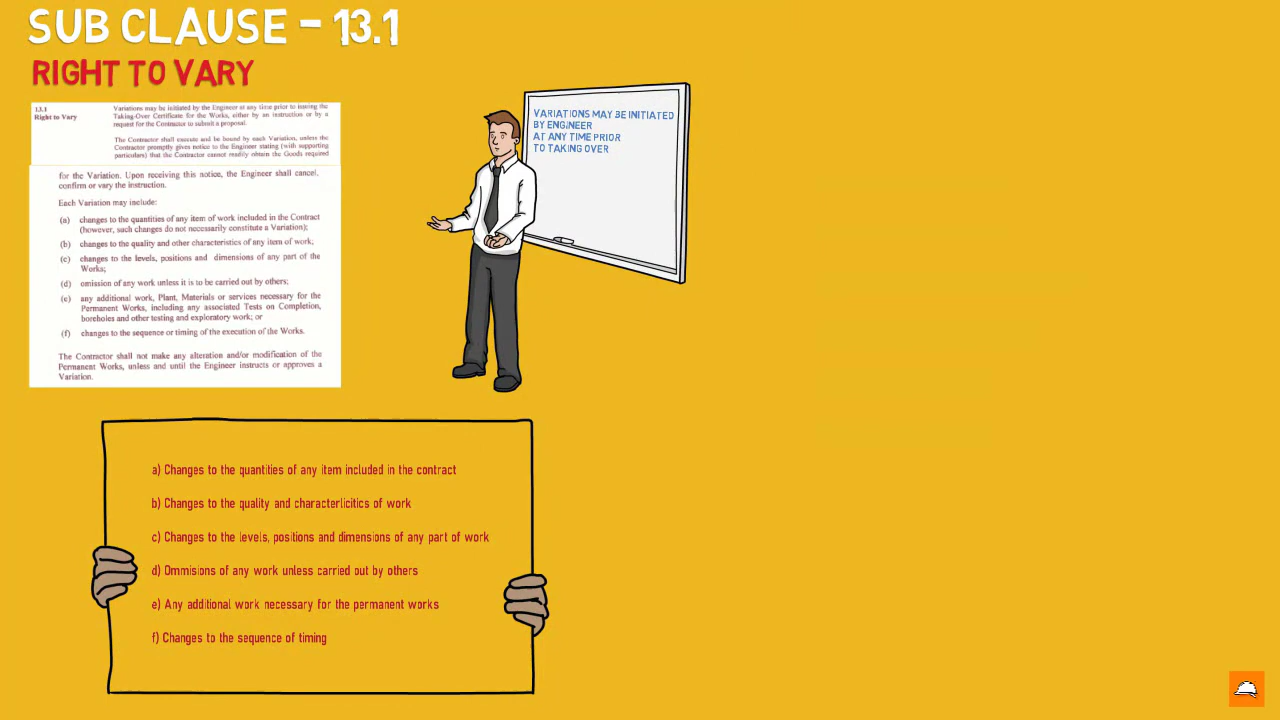 SUB CLAUSE - 13.1
RIGHT TO VARY
13.1
Right to Vary
Variations may be initiated by the Engineer at any time prior to issuing the
Taking-Over Certificate for the Works, either by an instruction or by a
request for the Contractor to submit a proposal.
The Contractor shall execute and be bound by each Variation, unless the
Contractor promptly gives notice to the Engineer stating (with supporting
particulars) that the Contractor cannot readily obtain the Goods required
for the Variation. Upon receiving this notice, the Engineer shall cancel,
confirm or vary the instruction.
Each Variation may include:
(a) changes to the quantities of any item of work included in the Contract
(however, such changes do not necessarily constitute a Variation);
(b) changes to the quality and other characteristics of any item of work;
(c) changes to the levels, positions and dimensions of any part of the
Works;
(d) omission of any work unless it is to be carried out by others;
(e) any additional work, Plant, Materials or services necessary for the
Permanent Works, including any associated Tests on Completion,
boreholes and other testing and exploratory work; or
(f) changes to the sequence or timing of the execution of the Works.
The Contractor shall not make any alteration and/or modification of the
Permanent Works, unless and until the Engineer instructs or approves a
Variation.
VARIATIONS MAY BE INITIATED
BY ENGINEER
AT ANY TIME PRIOR
TO TAKING OVER
a) Changes to the quantities of any item included in the contract
b) Changes to the quality and characterlicitics of work
c) Changes to the levels, positions and dimensions of any part of work
d) Ommisions of any work unless carried out by others
e) Any additional work necessary for the permanent works
f) Changes to the sequence of timing